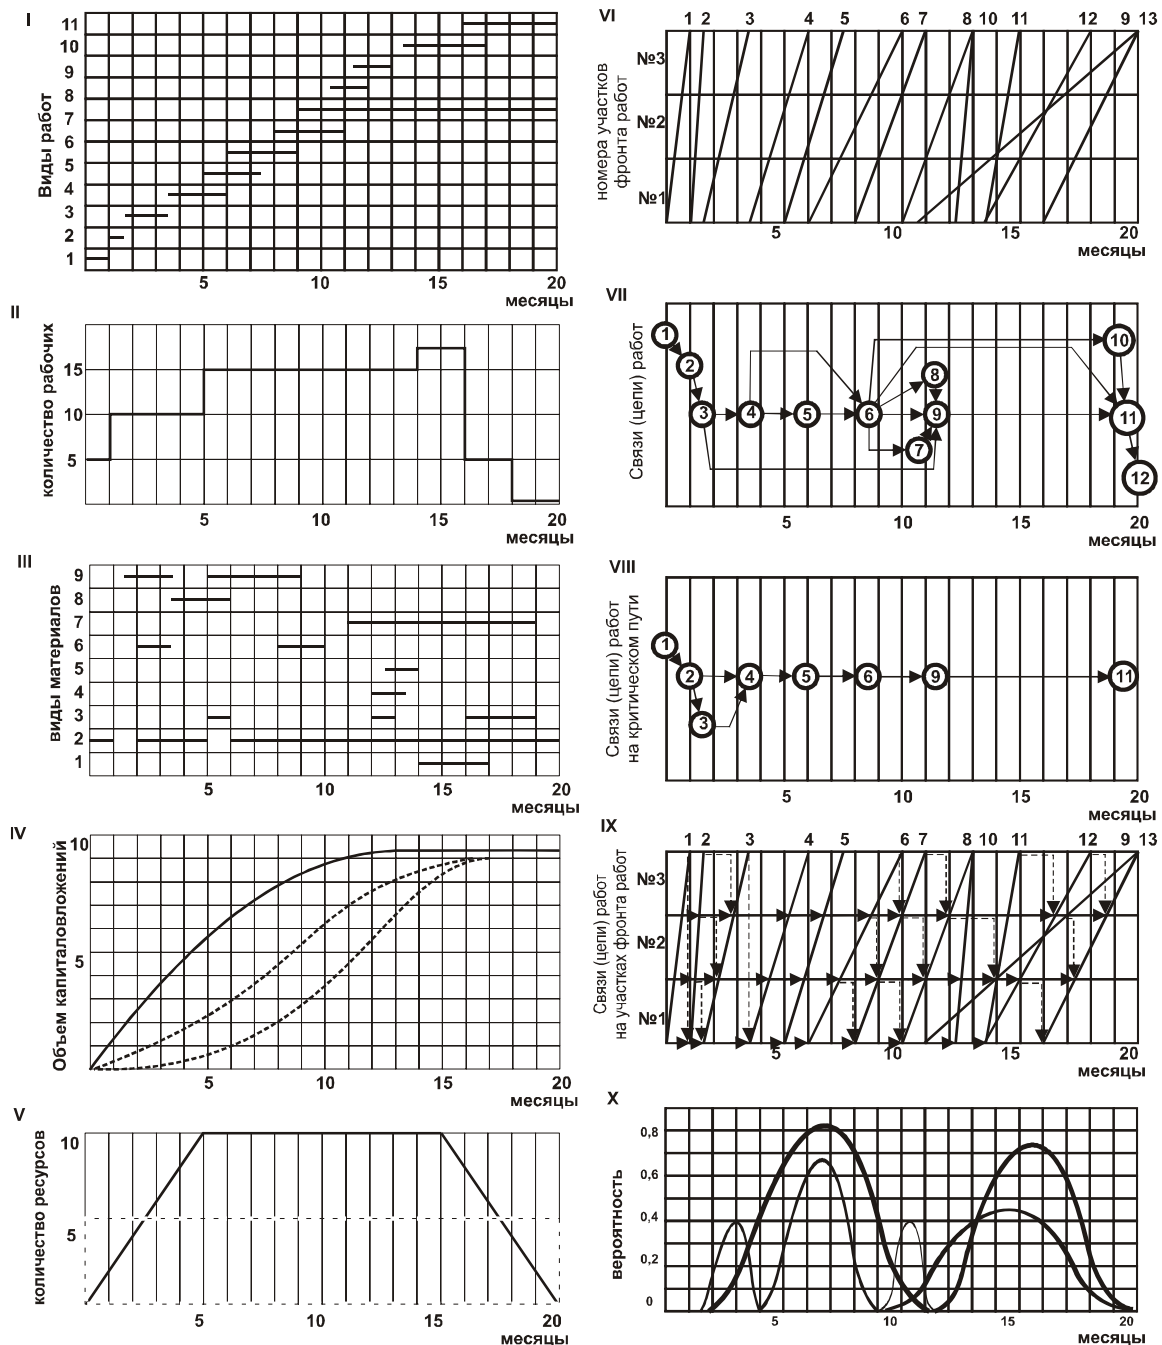 I
Виды работ
11
10
9
8
7
6
5
4
3
2
1
5 10 15 20
месяцы
II
количество рабочих
15
10
5
5 10 15 20
месяцы
III
виды материалов
9
8
7
6
5
4
3
2
1
5 10 15 20
месяцы
IV
Объем капиталовложений
10
5
5 10 15 20
месяцы
V
количество ресурсов
10
5
5 10 15 20
месяцы
VI
1 2 3 4 5 6 7 8 10 11 12 9 13
номера участков
фронта работ
№3
№2
№1
5 10 15 20
месяцы
VII
Связи (цепи) работ
1
2
3
4
5
6
7
8
9
10
11
12
5 10 15 20
месяцы
VIII
Связи (цепи) работ
на критическом пути
1
2
3
4
5
6
9
11
5 10 15 20
месяцы
IX
1 2 3 4 5 6 7 8 10 11 12 9 13
Связи (цепи) работ
на участках фронта работ
№3
№2
№1
5 10 15 20
месяцы
X
вероятность
0,8
0,6
0,4
0,2
0
5 10 15 20
месяцы